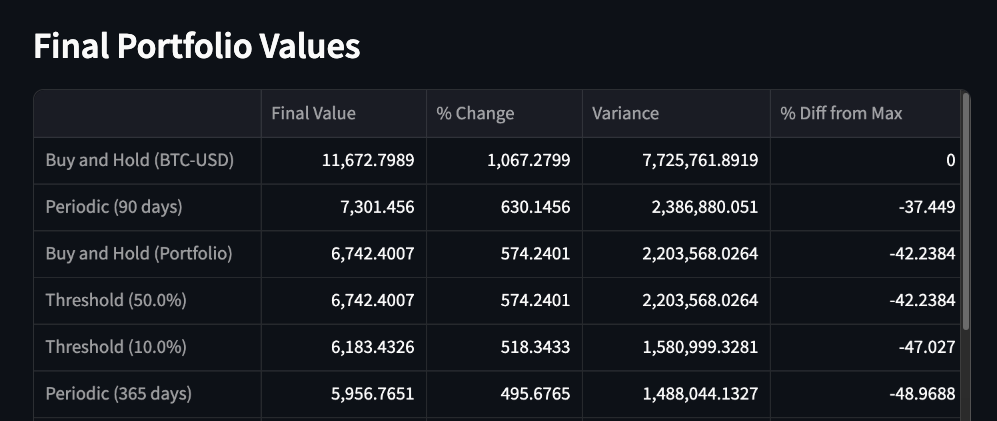 Final Portfolio Values
Final Value % Change Variance % Diff from Max
Buy and Hold (BTC-USD) 11,672.7989 1,067.2799 7,725,761.8919 0
Periodic (90 days) 7,301.456 630.1456 2,386,880.051 -37.449
Buy and Hold (Portfolio) 6,742.4007 574.2401 2,203,568.0264 -42.2384
Threshold (50.0%) 6,742.4007 574.2401 2,203,568.0264 -42.2384
Threshold (10.0%) 6,183.4326 518.3433 1,580,999.3281 -47.027
Periodic (365 days) 5,956.7651 495.6765 1,488,044.1327 -48.9688